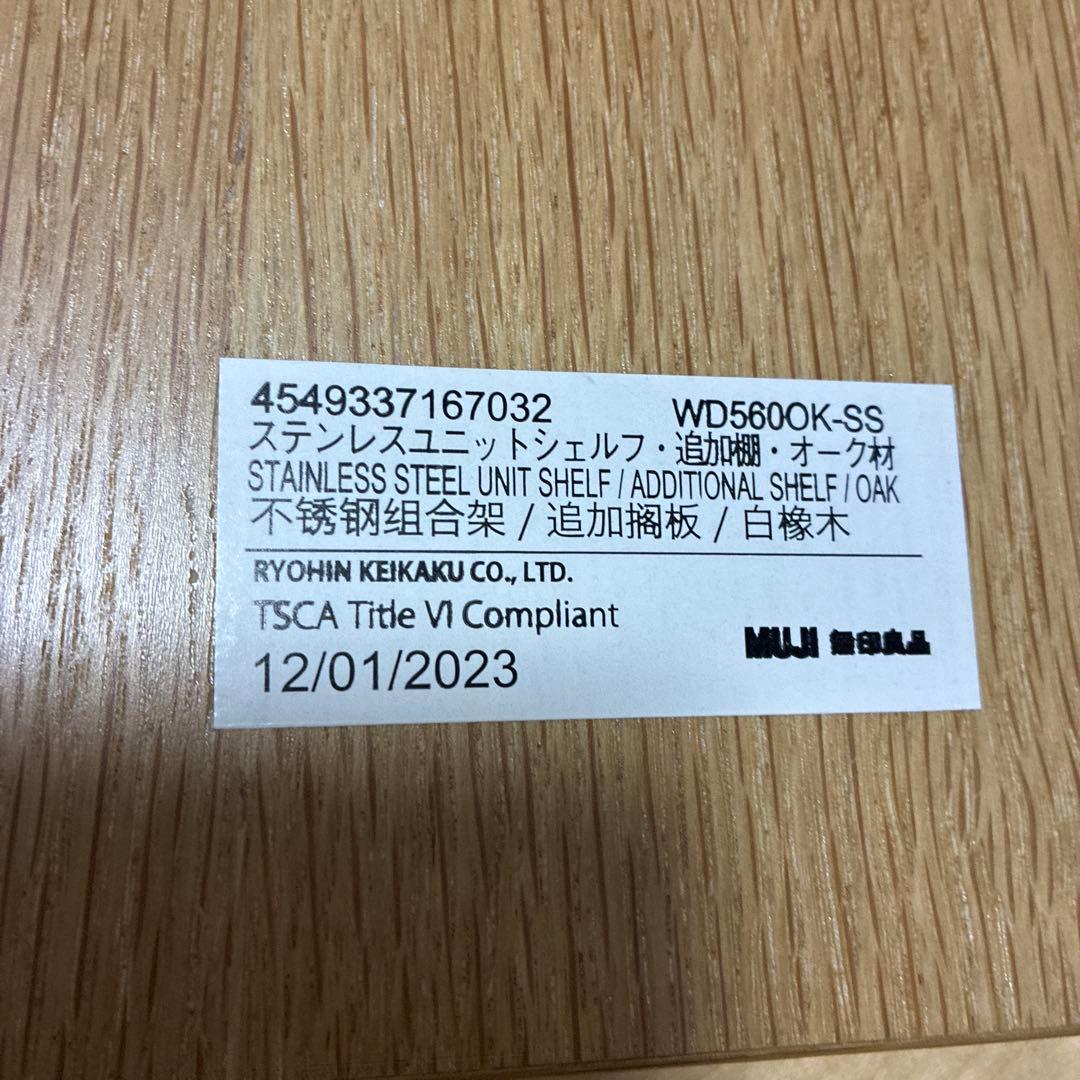 4549337167032 WD560OK-SS
ステンレスユニットシェルフ・追加棚・オーク材
STAINLESS STEEL UNIT SHELF / ADDITIONAL SHELF / OAK
不锈钢组合架 / 追加搁板 / 白橡木
RYOHIN KEIKAKU CO., LTD.
TSCA Title VI Compliant
12/01/2023
MUJI 無印良品